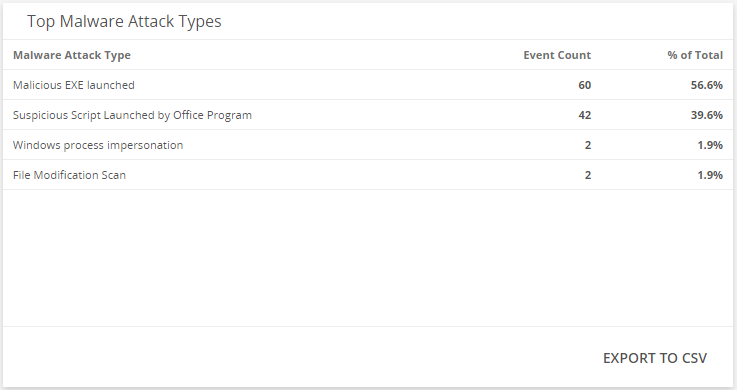 Top Malware Attack Types
Malware Attack Type Event Count % of Total
Malicious EXE launched 60 56.6%
Suspicious Script Launched by Office Program 42 39.6%
Windows process impersonation 2 1.9%
File Modification Scan 2 1.9%
EXPORT TO CSV